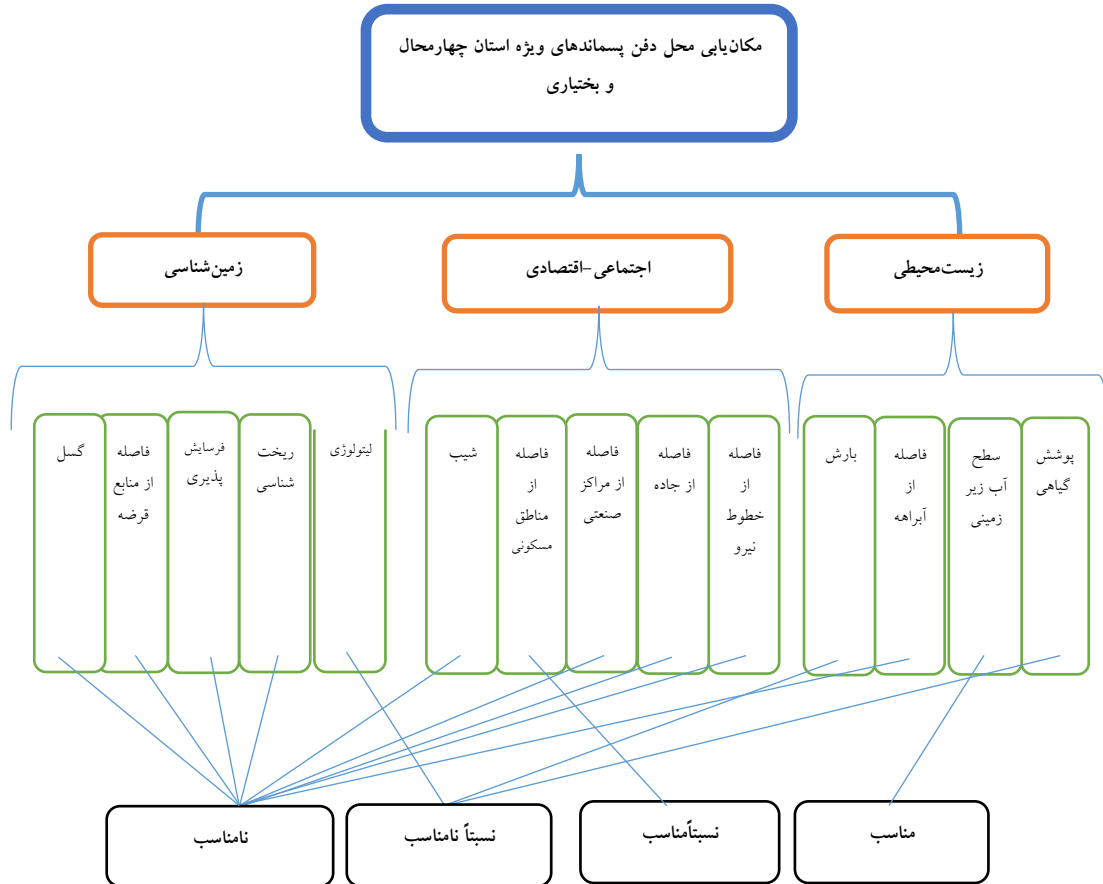 مکان‌یابی محل دفن پسماندهای ویژه استان چهارمحال
و بختیاری
زیست‌محیطی
اجتماعی-اقتصادی
زمین‌شناسی
پوشش
گیاهی
سطح
آب زیر
زمینی
فاصله
از
آبراهه
بارش
فاصله
از
خطوط
نیرو
فاصله
از جاده
فاصله
از مراکز
صنعتی
فاصله
از
مناطق
مسکونی
شیب
لیتولوژی
ریخت
شناسی
فرسایش
پذیری
فاصله
از منابع
قرضه
گسل
مناسب
نسبتاًمناسب
نسبتاً نامناسب
نامناسب